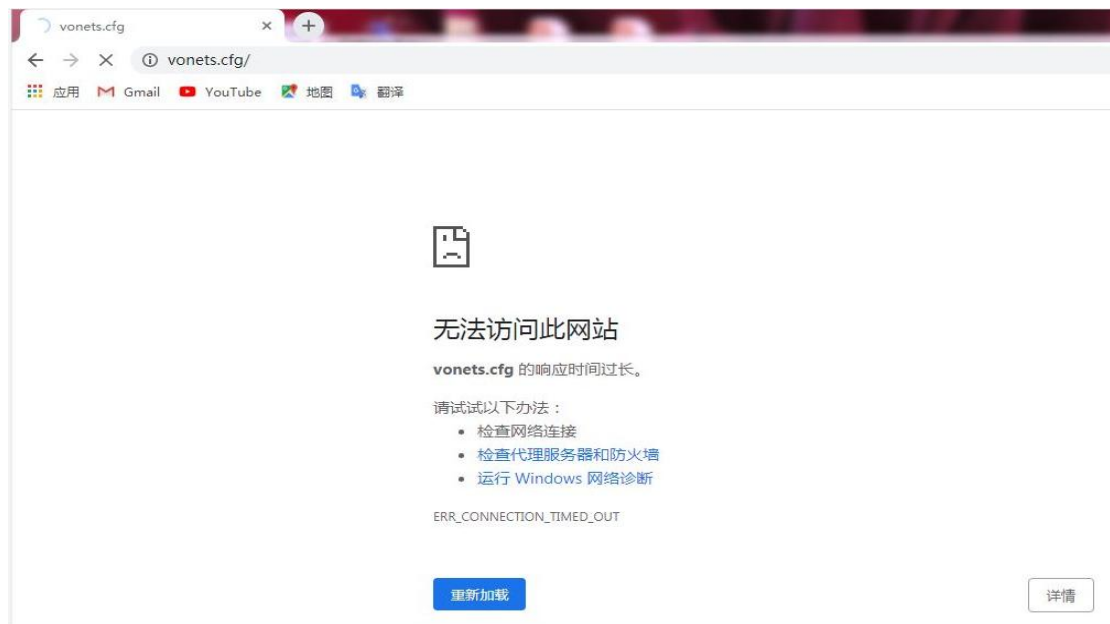 vonets.cfg
vonets.cfg/
应用 Gmail YouTube 地图 翻译
无法访问此网站
vonets.cfg 的响应时间过长。
请试试以下办法：
检查网络连接
检查代理服务器和防火墙
运行 Windows 网络诊断
ERR_CONNECTION_TIMED_OUT
重新加载 详情